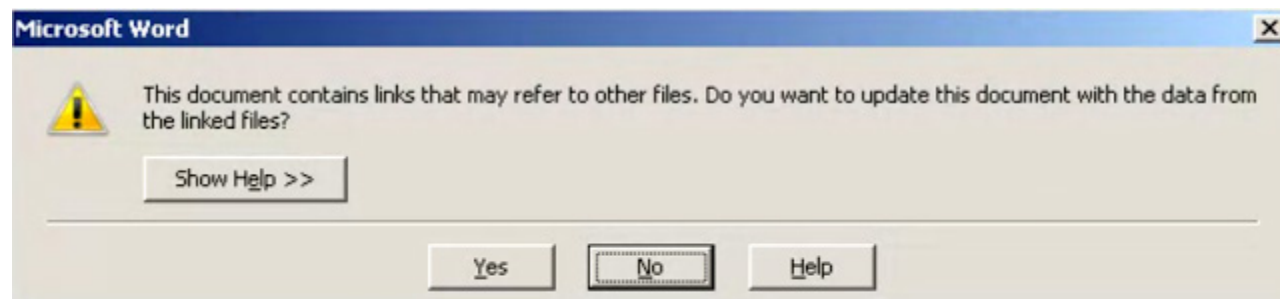 Microsoft Word
This document contains links that may refer to other files. Do you want to update this document with the data from
the linked files?
Show Help >>
Yes No Help